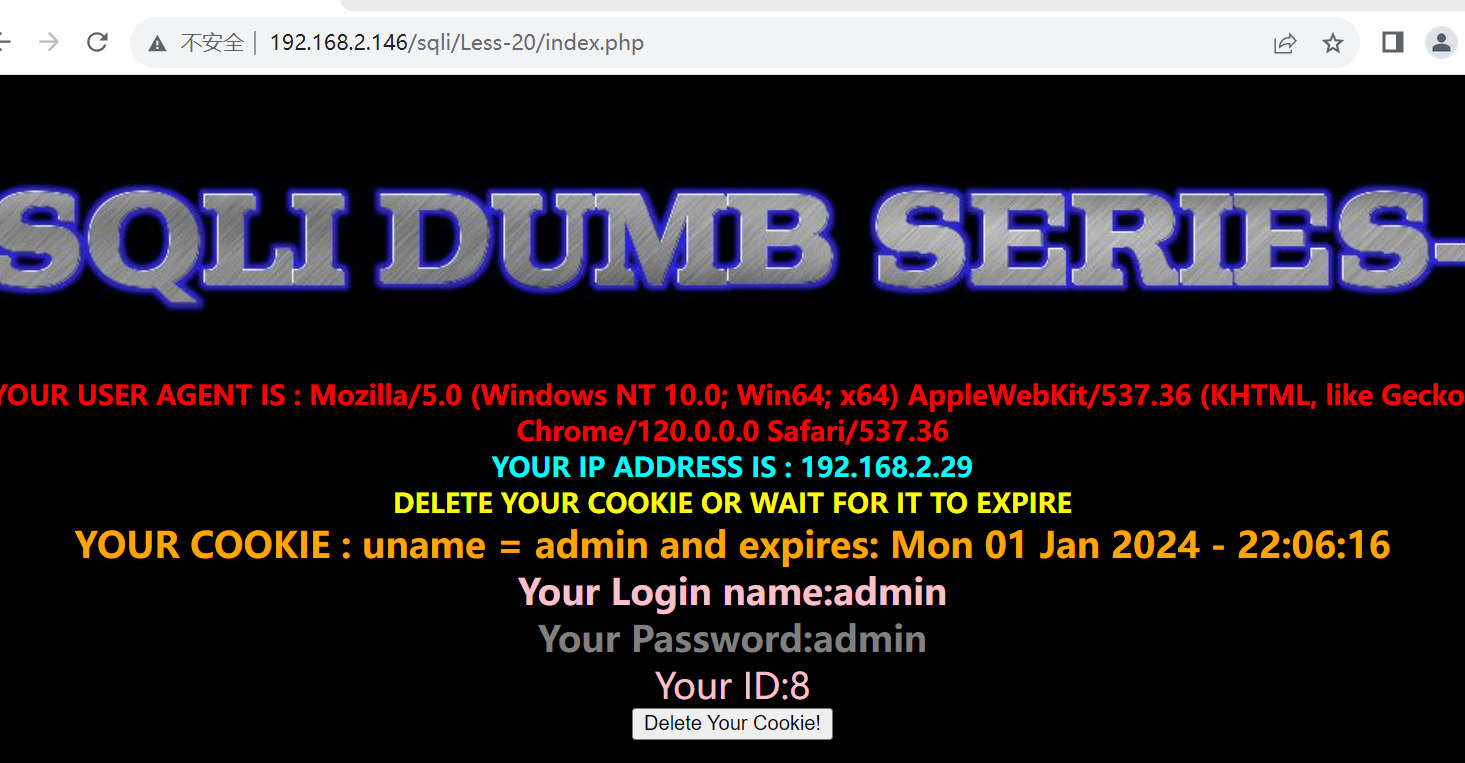 不安全 | 192.168.2.146/sqli/Less-20/index.php
SQLI DUMB SERIES-
YOUR USER AGENT IS : Mozilla/5.0 (Windows NT 10.0; Win64; x64) AppleWebKit/537.36 (KHTML, like Gecko
Chrome/120.0.0.0 Safari/537.36
YOUR IP ADDRESS IS : 192.168.2.29
DELETE YOUR COOKIE OR WAIT FOR IT TO EXPIRE
YOUR COOKIE : uname = admin and expires: Mon 01 Jan 2024 - 22:06:16
Your Login name:admin
Your Password:admin
Your ID:8
Delete Your Cookie!